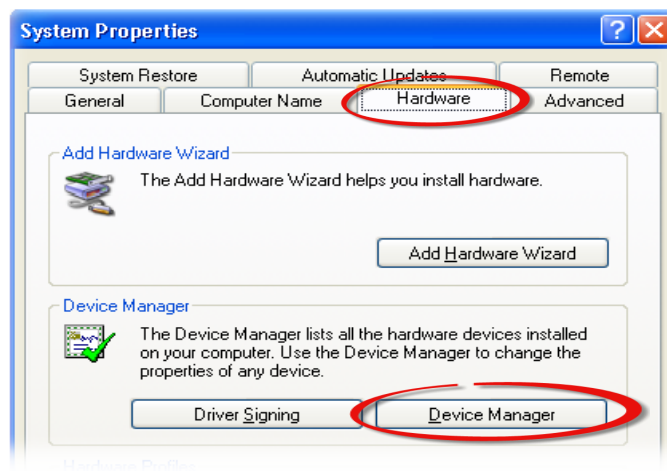 System Properties
System Restore Automatic Updates Remote
General Computer Name Hardware Advanced
Add Hardware Wizard
The Add Hardware Wizard helps you install hardware.
Add Hardware Wizard
Device Manager
The Device Manager lists all the hardware devices installed
on your computer. Use the Device Manager to change the
properties of any device.
Driver Signing Device Manager
Hardware Profiles